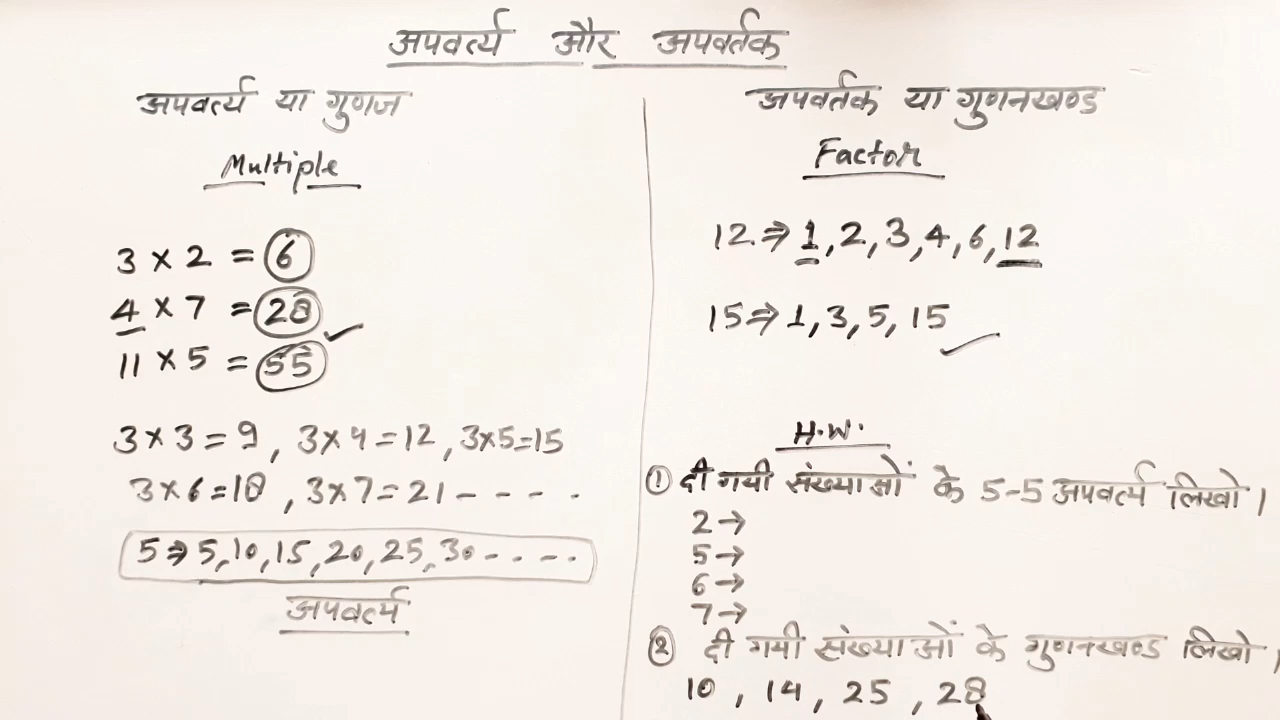 अपवर्त्य और अपवर्तक
अपवर्त्य या गुणज
Multiple
3 × 2 = 6
4 × 7 = 28
11 × 5 = 55
3 × 3 = 9, 3 × 4 = 12, 3×5=15
3 × 6 = 18, 3 × 7 = 21 - - - -
5 ⇒ 5, 10, 15, 20, 25, 30 - - - -
अपवर्त्य
अपवर्तक या गुणनखण्ड
Factor
12 ⇒ 1, 2, 3, 4, 6, 12
15 ⇒ 1, 3, 5, 15
H.W.
① दी गयी संख्याओं के 5-5 अपवर्त्य लिखो।
2 →
5 →
6 →
7 →
② दी गयी संख्याओं के गुणनखण्ड लिखो।
10, 14, 25, 28